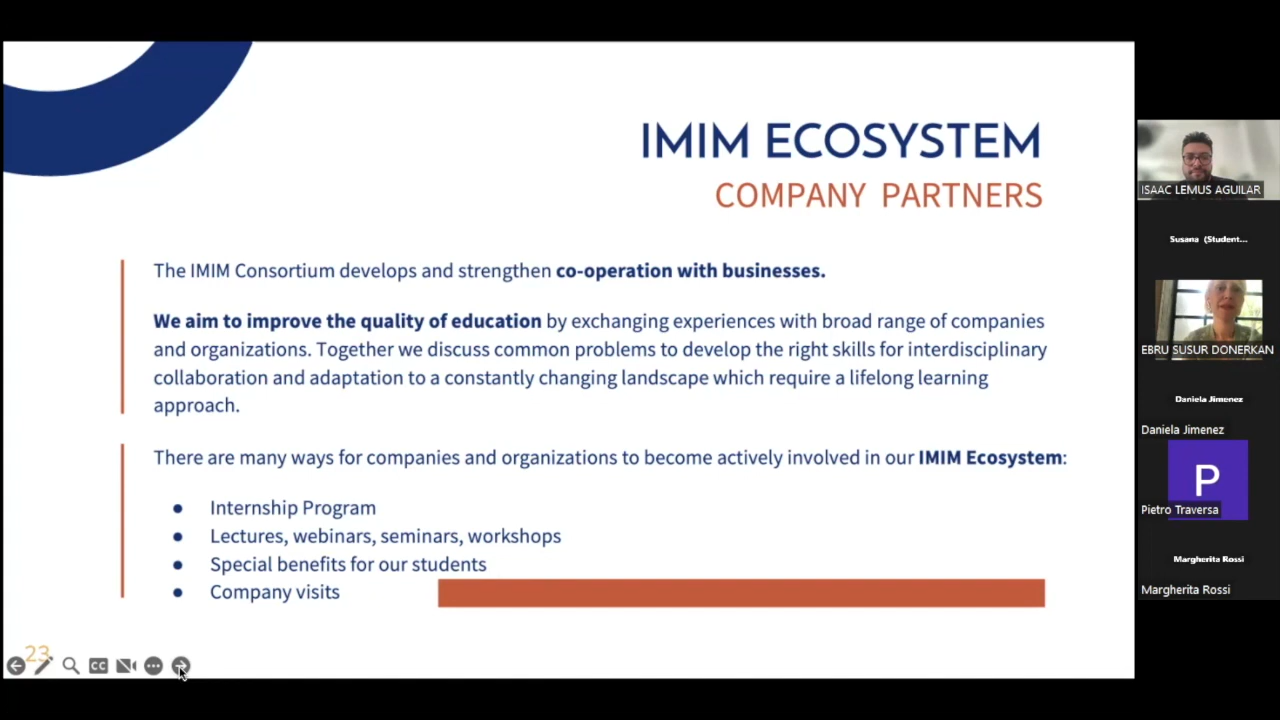 IMIM ECOSYSTEM
COMPANY PARTNERS
The IMIM Consortium develops and strengthen co-operation with businesses.
We aim to improve the quality of education by exchanging experiences with broad range of companies
and organizations. Together we discuss common problems to develop the right skills for interdisciplinary
collaboration and adaptation to a constantly changing landscape which require a lifelong learning
approach.
There are many ways for companies and organizations to become actively involved in our IMIM Ecosystem:
● Internship Program
● Lectures, webinars, seminars, workshops
● Special benefits for our students
● Company visits
23
CC
ISAAC LEMUS AGUILAR
Susana (Student...
EBRU SUSUR DONERKAN
Daniela Jimenez
Daniela Jimenez
P
Pietro Traversa
Margherita Rossi
Margherita Rossi